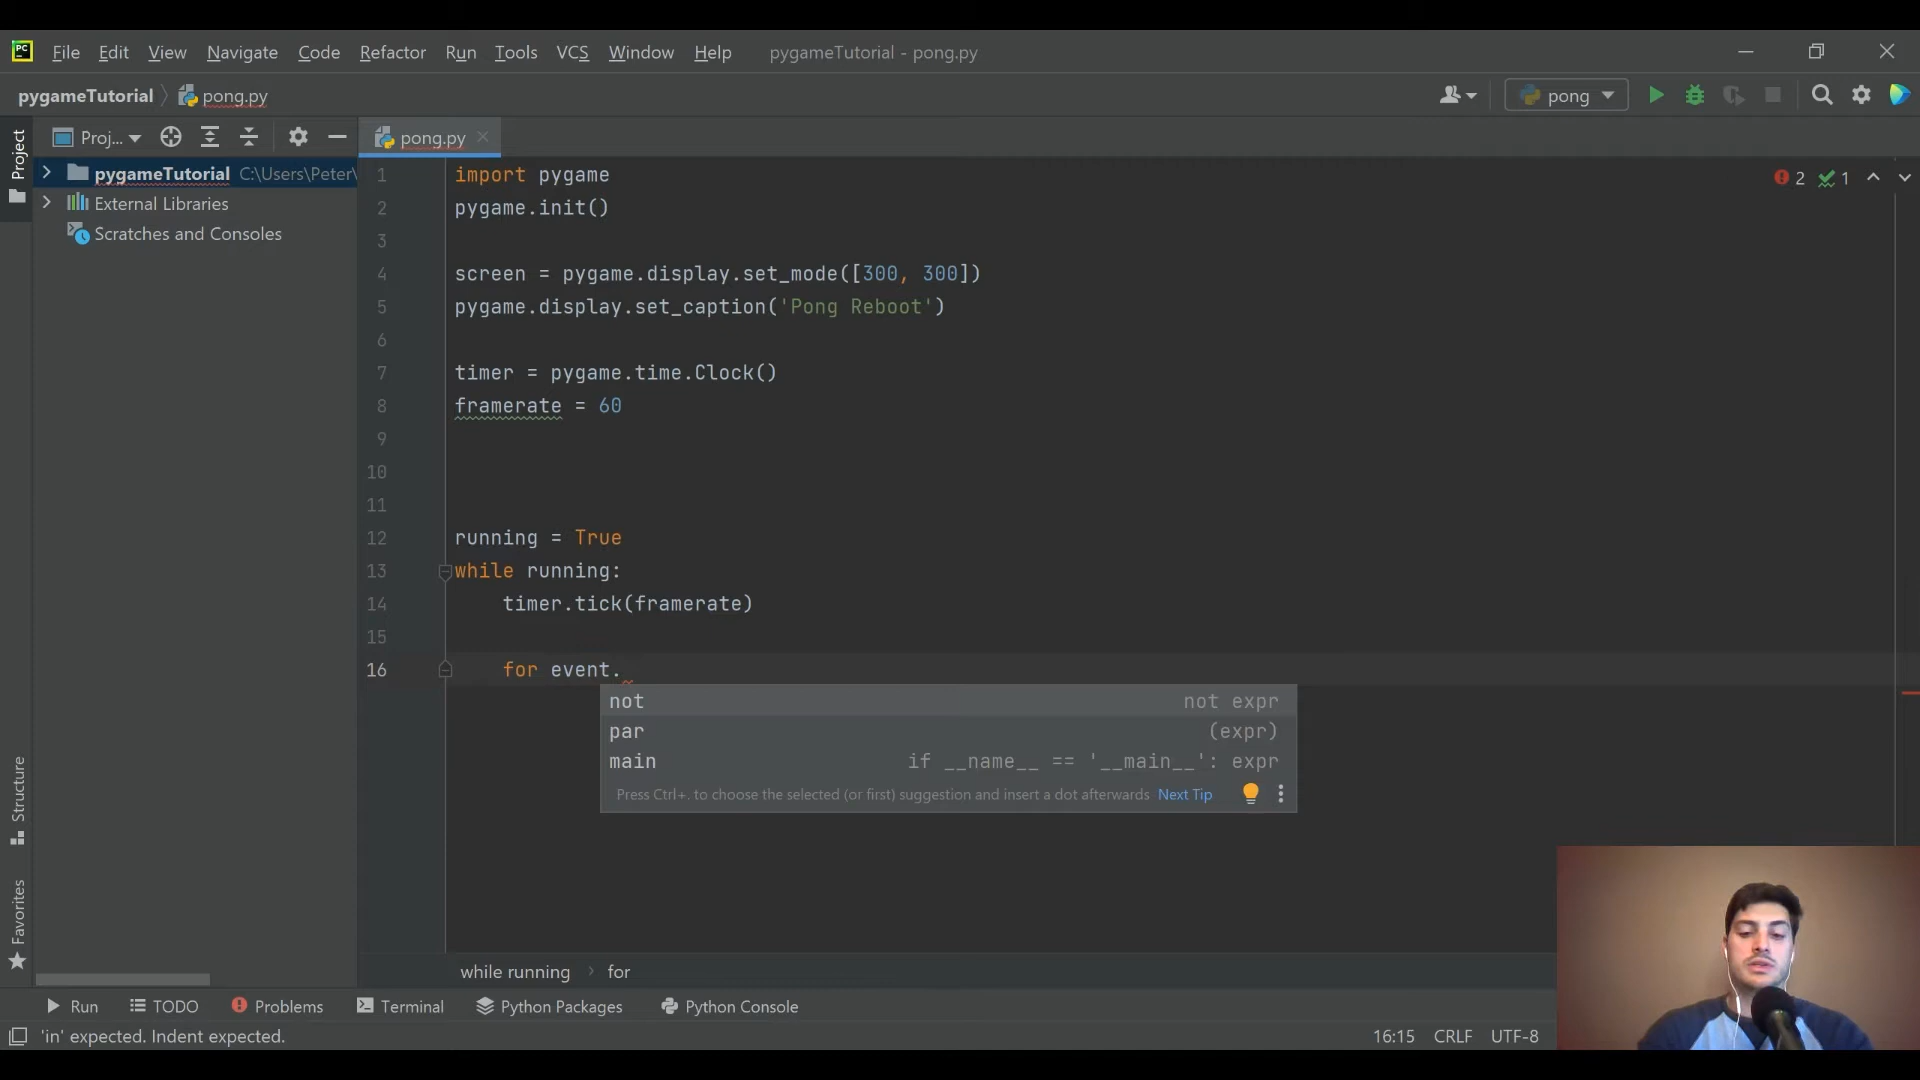 PC File Edit View Navigate Code Refactor Run Tools VCS Window Help pygameTutorial - pong.py
pygameTutorial pong.py pong
Project Proj... pong.py
pygameTutorial C:\Users\Peter\
External Libraries
Scratches and Consoles
1 import pygame
2 pygame.init()
3
4 screen = pygame.display.set_mode([300, 300])
5 pygame.display.set_caption('Pong Reboot')
6
7 timer = pygame.time.Clock()
8 framerate = 60
9
10
11
12 running = True
13 while running:
14 timer.tick(framerate)
15
16 for event.
2 1
not not expr
par (expr)
main if __name__ == '__main__': expr
Press Ctrl+. to choose the selected (or first) suggestion and insert a dot afterwards Next Tip
Structure
Favorites
while running for
Run TODO Problems Terminal Python Packages Python Console
'in' expected. Indent expected. 16:15 CRLF UTF-8